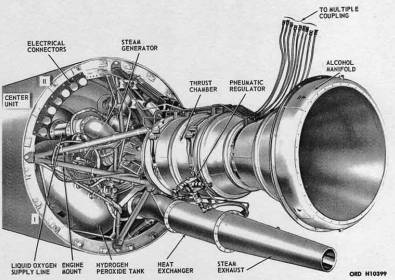 TO MULTIPLE
COUPLING
ELECTRICAL
CONNECTORS
STEAM
GENERATOR
ALCOHOL
MANIFOLD
THRUST
CHAMBER
PNEUMATIC
REGULATOR
CENTER
UNIT
II
I
LIQUID OXYGEN
SUPPLY LINE
ENGINE
MOUNT
HYDROGEN
PEROXIDE TANK
HEAT
EXCHANGER
STEAM
EXHAUST
ORD H10399